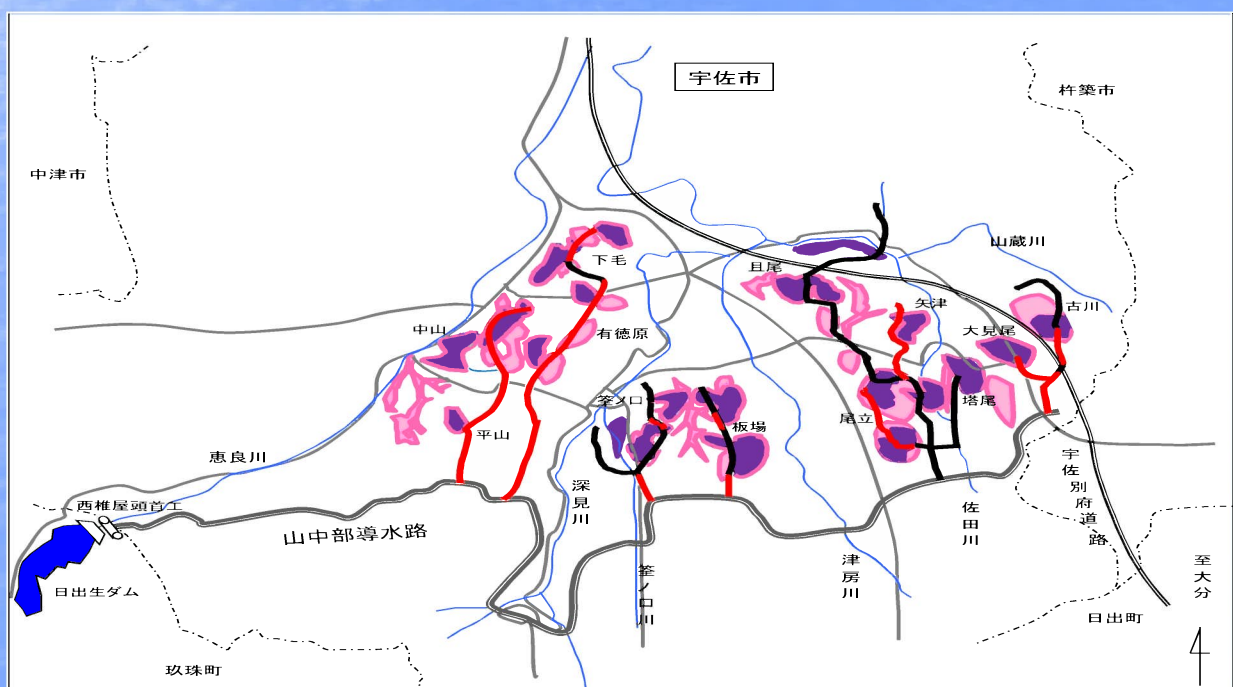 宇佐市
杵築市
中津市
山蔵川
下毛
且尾
矢津
古川
中山
有徳原
大見尾
筌ノ口
塔尾
板場
尾立
平山
恵良川
西椎屋頭首工
深見川
佐田川
宇佐別府道路
山中部導水路
津房川
至大分
日出生ダム
筌ノ口川
日出町
玖珠町